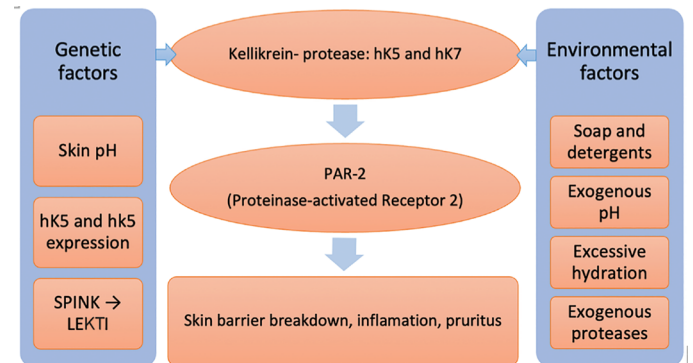 Genetic
factors
Skin pH
hK5 and hk5
expression
SPINK →
LEKTI
Kellikrein- protease: hK5 and hK7
PAR-2
(Proteinase-activated Receptor 2)
Skin barrier breakdown, inflamation, pruritus
Environmental
factors
Soap and
detergents
Exogenous
pH
Excessive
hydration
Exogenous
proteases